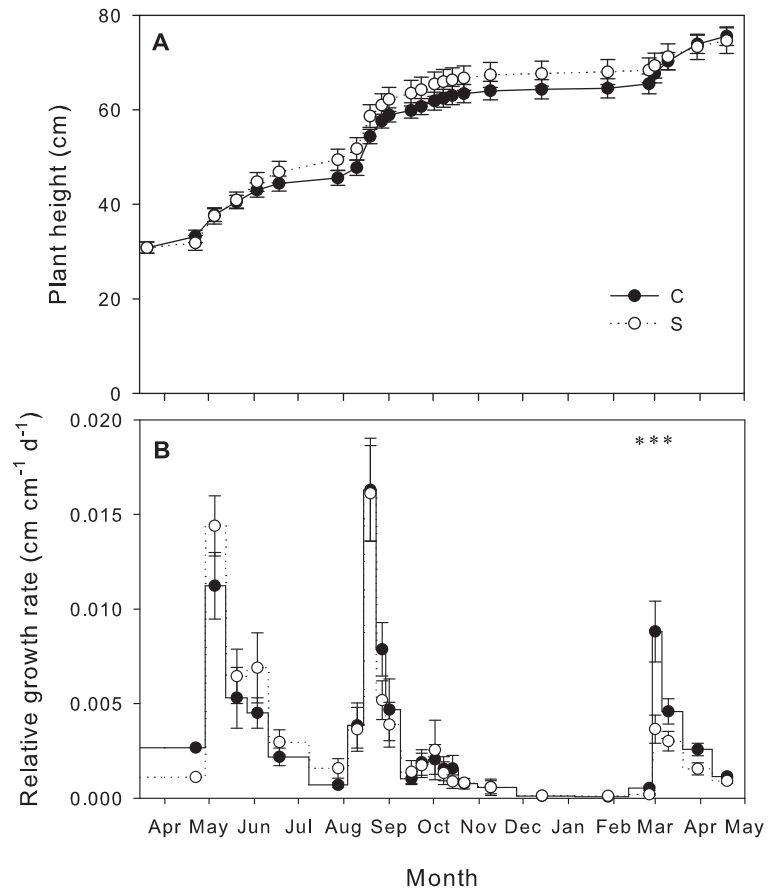 80
A
60
40
20
0
Plant height (cm)
C
S
0.020
B
***
0.015
0.010
0.005
0.000
Relative growth rate (cm cm⁻¹ d⁻¹)
Apr May Jun Jul Aug Sep Oct Nov Dec Jan Feb Mar Apr May
Month